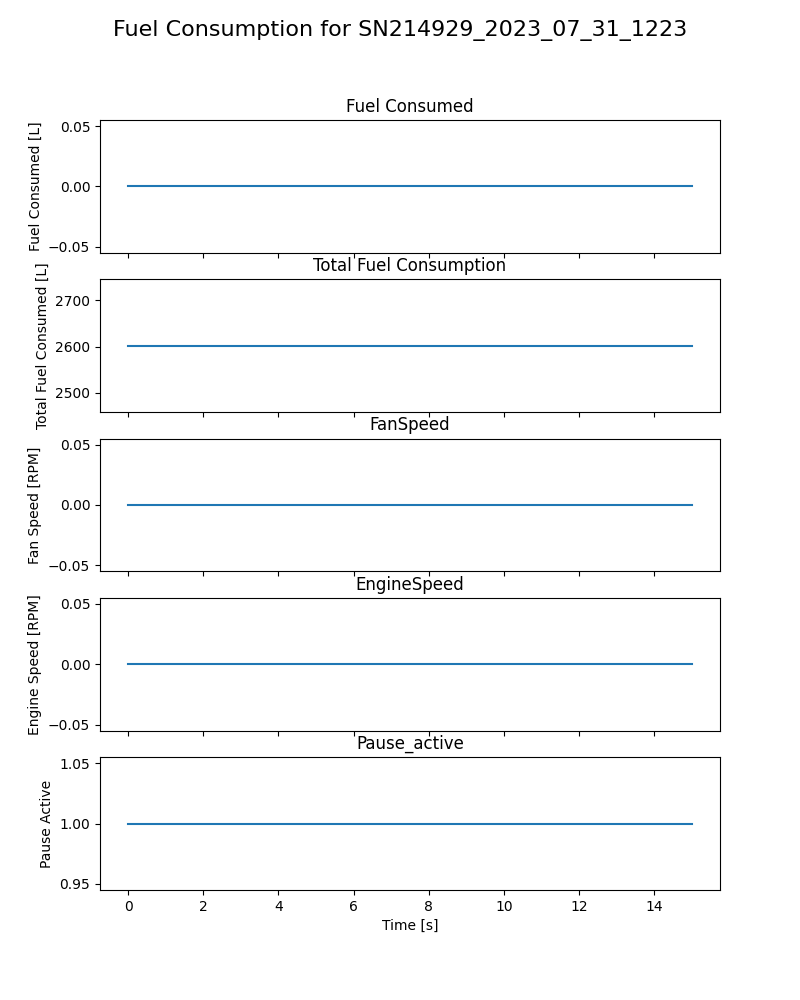 Fuel Consumption for SN214929_2023_07_31_1223
Fuel Consumed
Fuel Consumed [L]
0.05
0.00
−0.05
Total Fuel Consumption
Total Fuel Consumed [L]
2700
2600
2500
FanSpeed
Fan Speed [RPM]
0.05
0.00
−0.05
EngineSpeed
Engine Speed [RPM]
0.05
0.00
−0.05
Pause_active
Pause Active
1.05
1.00
0.95
0 2 4 6 8 10 12 14
Time [s]